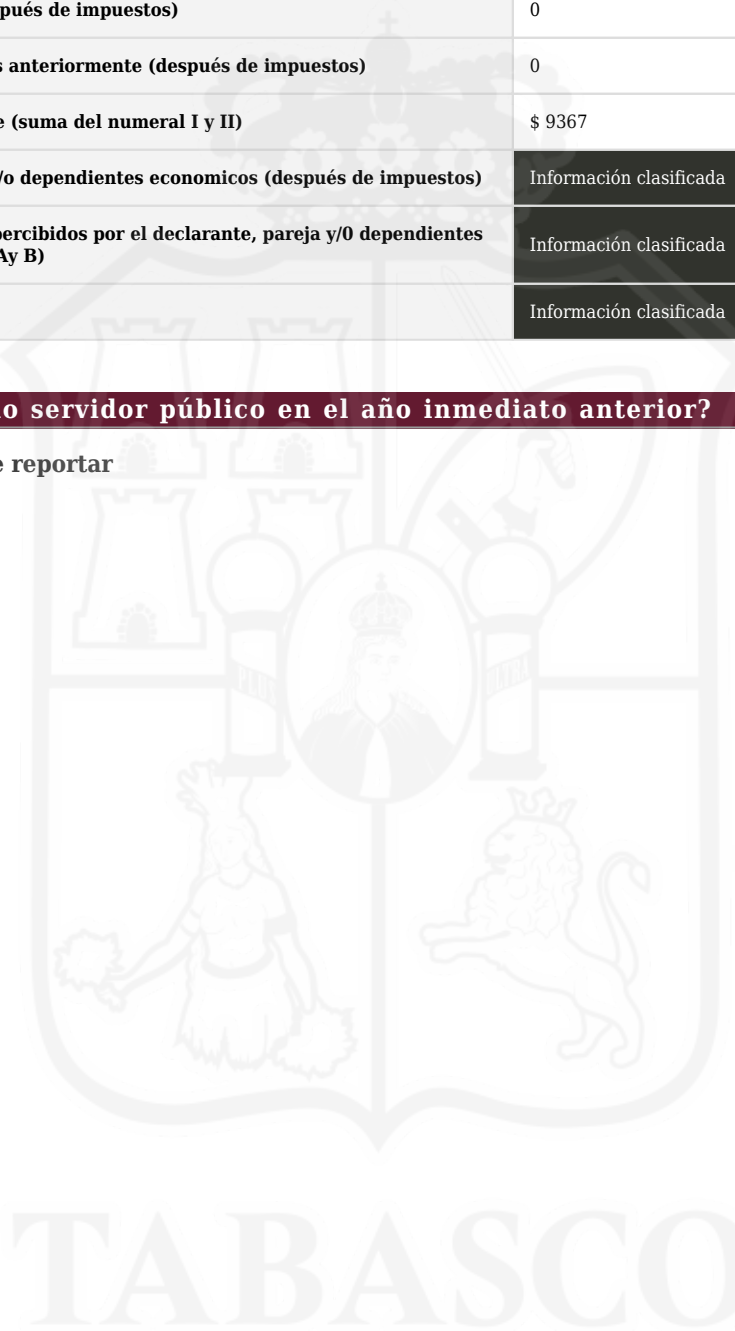 pués de impuestos) 0
s anteriormente (después de impuestos) 0
e (suma del numeral I y II) $ 9367
/o dependientes economicos (después de impuestos) Información clasificada
percibidos por el declarante, pareja y/0 dependientes
Ay B) Información clasificada
Información clasificada
o servidor público en el año inmediato anterior?
e reportar
PLUS ULTRA
TABASCO